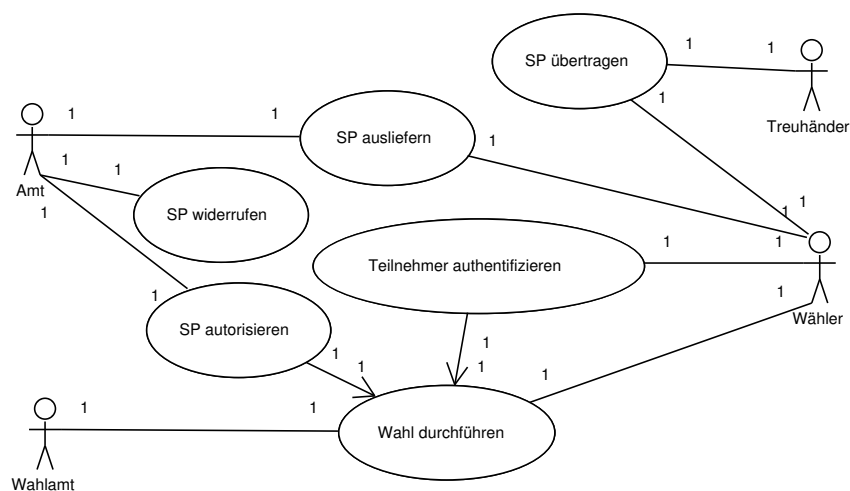 SP übertragen
1
1
1
Treuhänder
1
1
SP ausliefern
1
Amt
1
1
SP widerrufen
1
1
1
1
1
1
Teilnehmer authentifizieren
Wähler
1
1
SP autorisieren
1
1
1
1
1
Wahl durchführen
1
1
Wahlamt